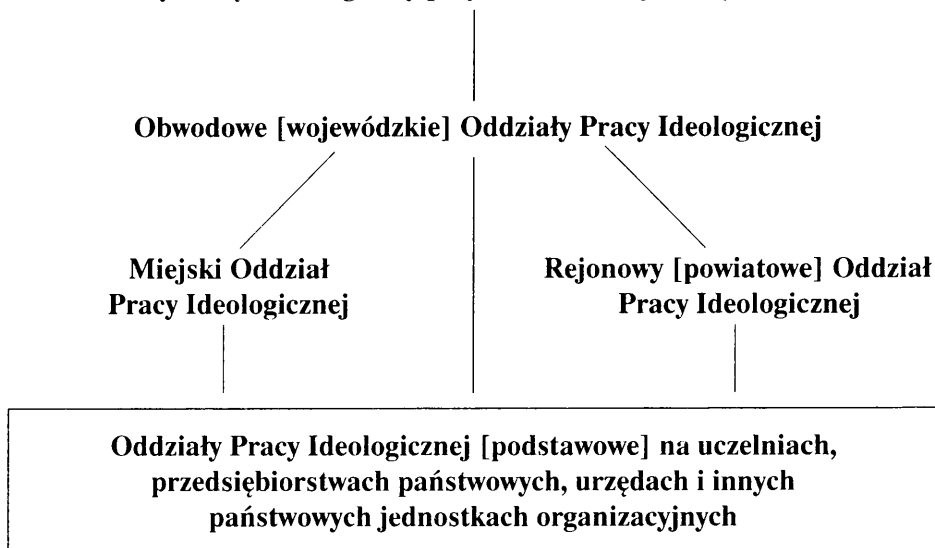 Obwodowe [wojewódzkie] Oddziały Pracy Ideologicznej
Miejski Oddział
Pracy Ideologicznej
Rejonowy [powiatowe] Oddział
Pracy Ideologicznej
Oddziały Pracy Ideologicznej [podstawowe] na uczelniach,
przedsiębiorstwach państwowych, urzędach i innych
państwowych jednostkach organizacyjnych